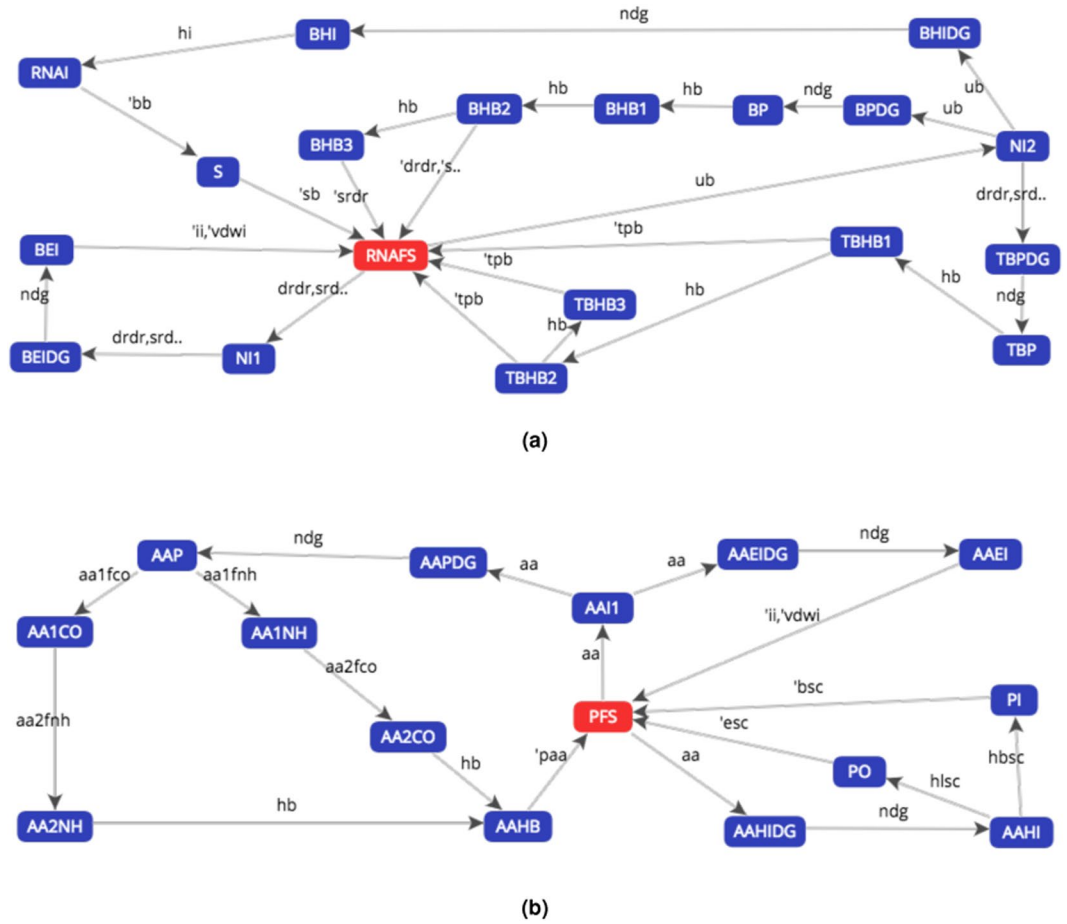 ndg
hi
BHI
BHIDG
RNAI
ub
'bb
hb
BHB2
hb
BHB1
hb
BP
ndg
BPDG
ub
BHB3
NI2
S
'drdr,'s..
'sb
'srdr
ub
drdr,srd..
'ii,'vdwi
'tpb
TBHB1
BEI
RNAFS
'tpb
TBPDG
hb
ndg
drdr,srd..
'tpb
TBHB3
hb
ndg
drdr,srd..
hb
BEIDG
NI1
TBP
TBHB2
(a)
ndg
ndg
AAP
AAPDG
AAEIDG
AAEI
aa1fco
aa1fnh
aa
aa
AAI1
'ii,'vdwi
AA1CO
AA1NH
aa
aa2fco
'bsc
PI
aa2fnh
PFS
'esc
AA2CO
'paa
aa
hbsc
hb
PO
hlsc
hb
ndg
AA2NH
AAHB
AAHIDG
AAHI
(b)